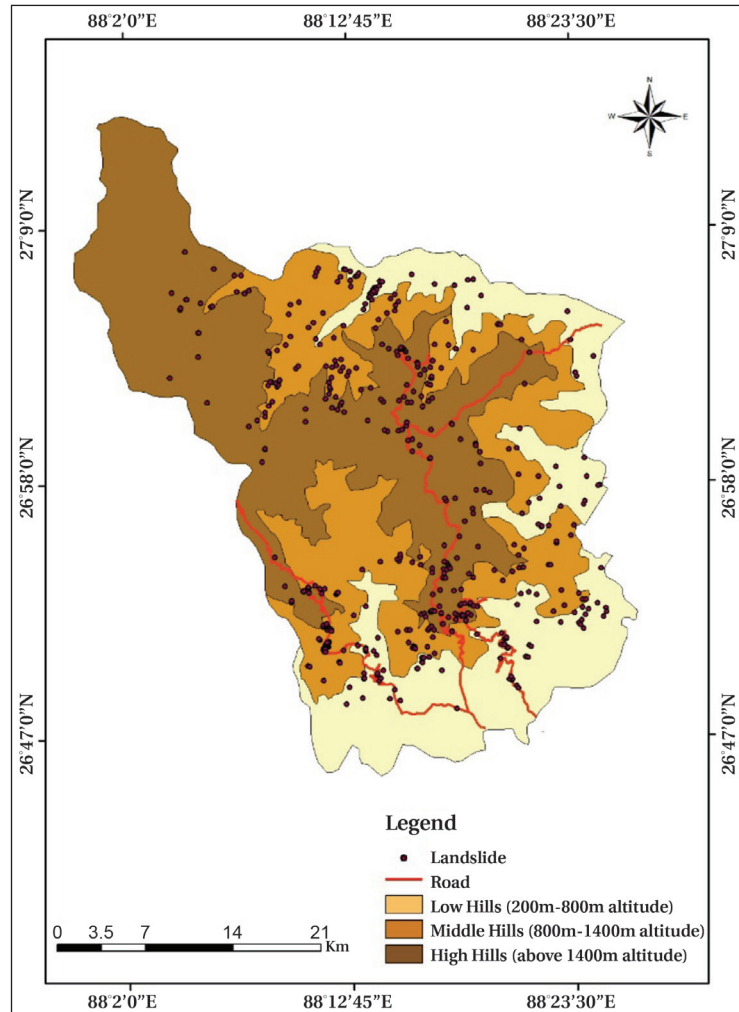 88°2'0”E 88°12'45”E 88°23'30”E
N
W E
S
27°9'0”N 27°9'0”N
26°58'0”N 26°58'0”N
26°47'0”N 26°47'0”N
Legend
Landslide
Road
Low Hills (200m-800m altitude)
Middle Hills (800m-1400m altitude)
High Hills (above 1400m altitude)
0 3.5 7 14 21
Km
88°2'0”E 88°12'45”E 88°23'30”E